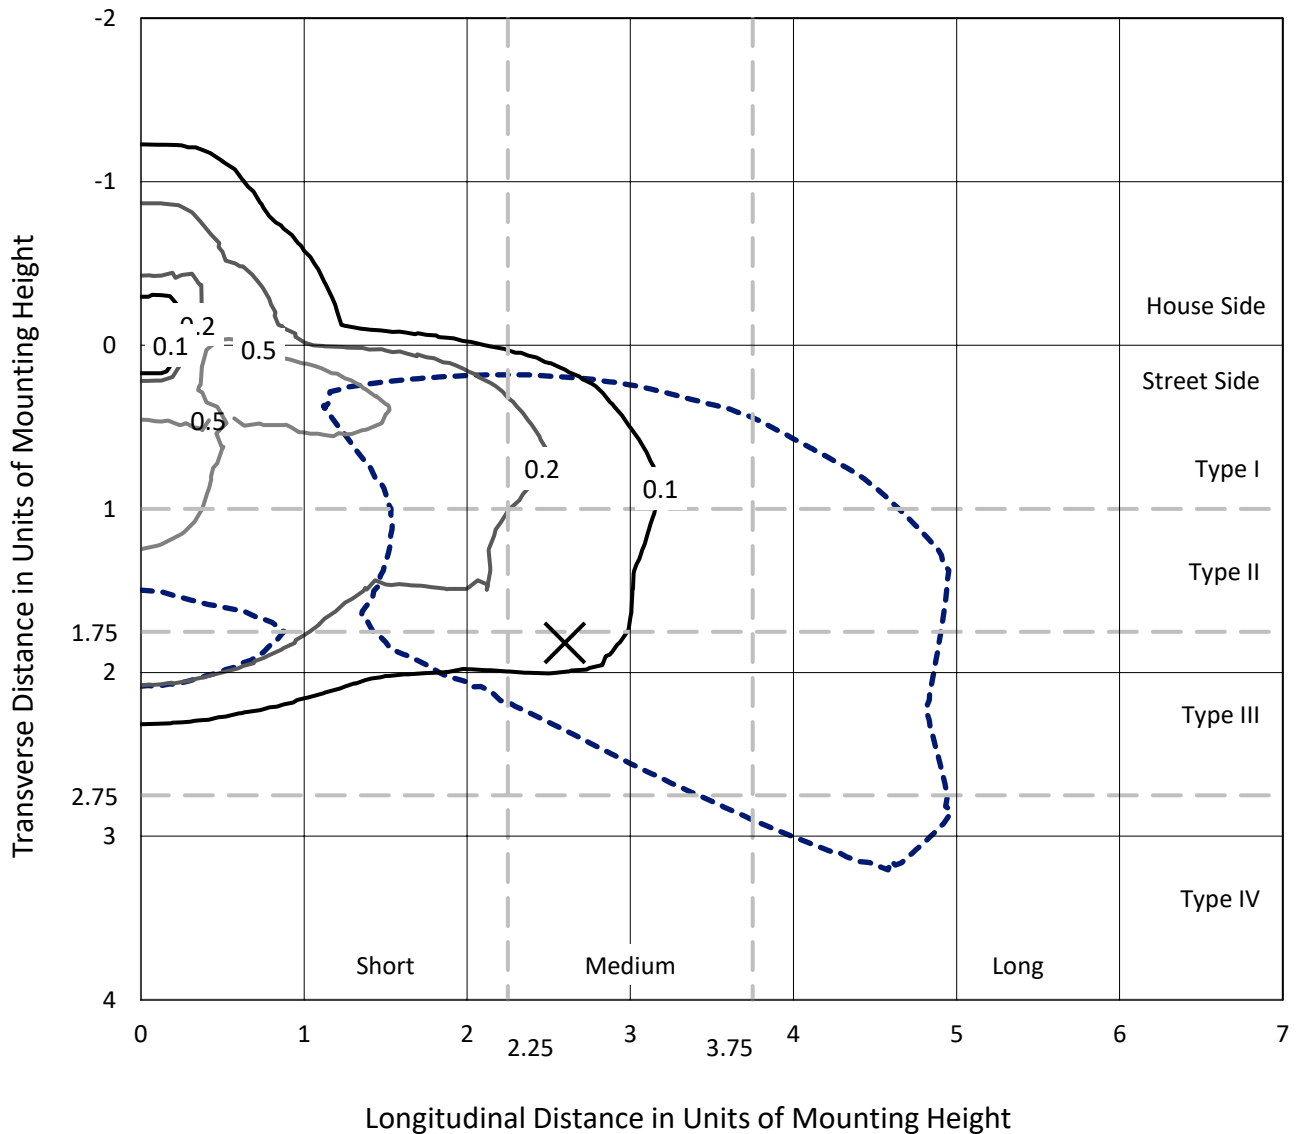 -2
-1
House Side
0.2
0.1
0.5
0
Street Side
0.5
0.2
Type I
0.1
1
Type II
1.75
2
Type III
2.75
3
Type IV
Short
Medium
Long
4
0
1
2
2.25
3
3.75
4
5
6
7
Transverse Distance in Units of Mounting Height
Longitudinal Distance in Units of Mounting Height